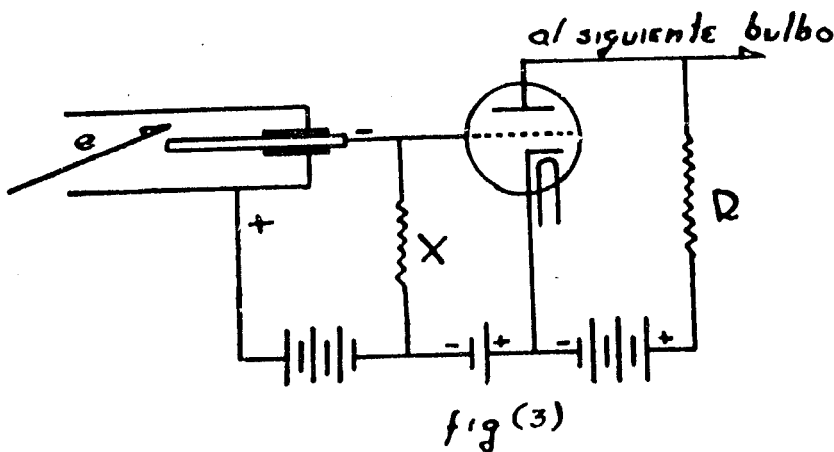 al siguiente bulbo
e
-
+
X
R
- + - +
fig (3)